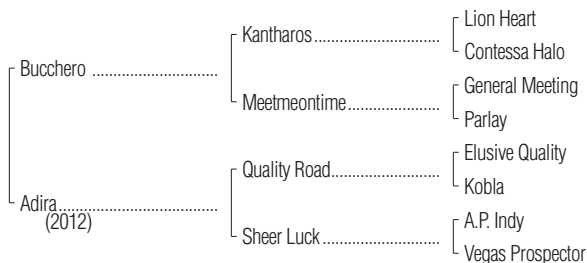 Lion Heart
Kantharos
Contessa Halo
Bucchero
General Meeting
Meetmeontime
Parlay
Elusive Quality
Quality Road
Kobla
Adira
(2012)
A.P. Indy
Sheer Luck
Vegas Prospector